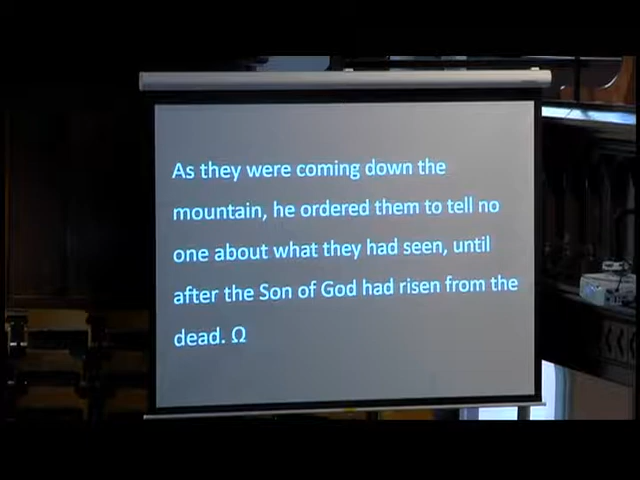 As they were coming down the
mountain, he ordered them to tell no
one about what they had seen, until
after the Son of God had risen from the
dead. Ω